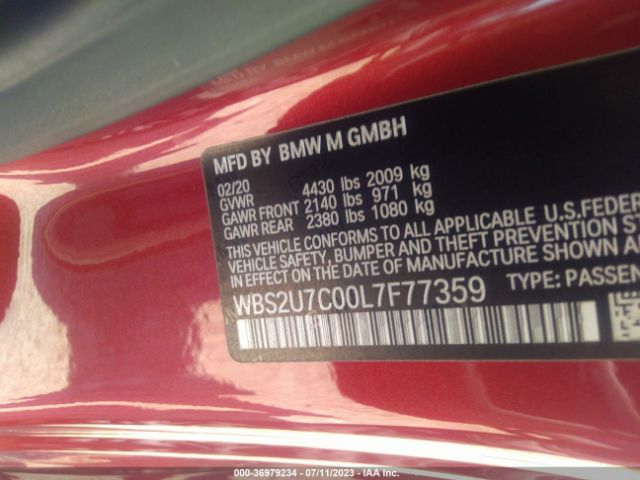 MFD BY BMW M GMBH
02/20
GVWR 4430 lbs 2009 kg
GAWR FRONT 2140 lbs 971 kg
GAWR REAR 2380 lbs 1080 kg
THIS VEHICLE CONFORMS TO ALL APPLICABLE U.S.FEDER
VEHICLE SAFETY, BUMPER AND THEFT PREVENTION
IN EFFECT ON THE DATE OF MANUFACTURE SHOWN
WBS2U7C00L7F77359 TYPE: PASSEN
000-36979234 - 07/11/2023 - IAA Inc.